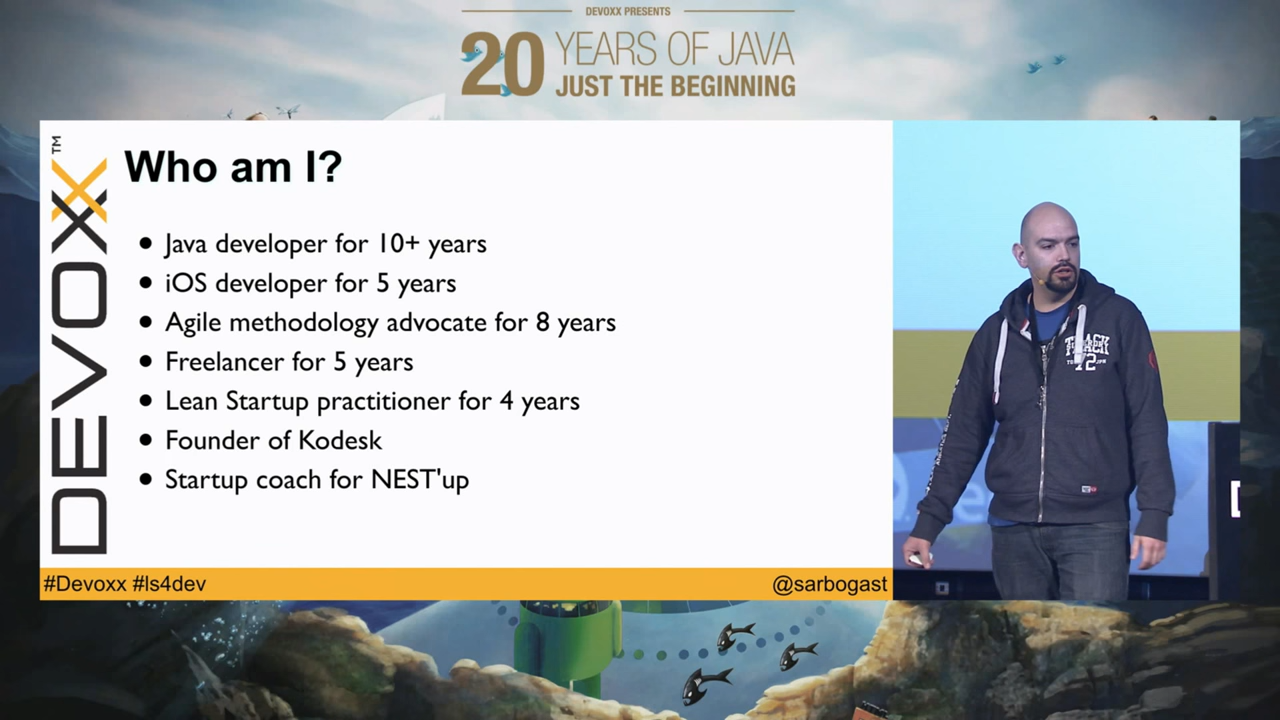 DEVOXX PRESENTS
20 YEARS OF JAVA
JUST THE BEGINNING
DEVOXX™
Who am I?
• Java developer for 10+ years
• iOS developer for 5 years
• Agile methodology advocate for 8 years
• Freelancer for 5 years
• Lean Startup practitioner for 4 years
• Founder of Kodesk
• Startup coach for NEST'up
#Devoxx #ls4dev
@sarbogast
72